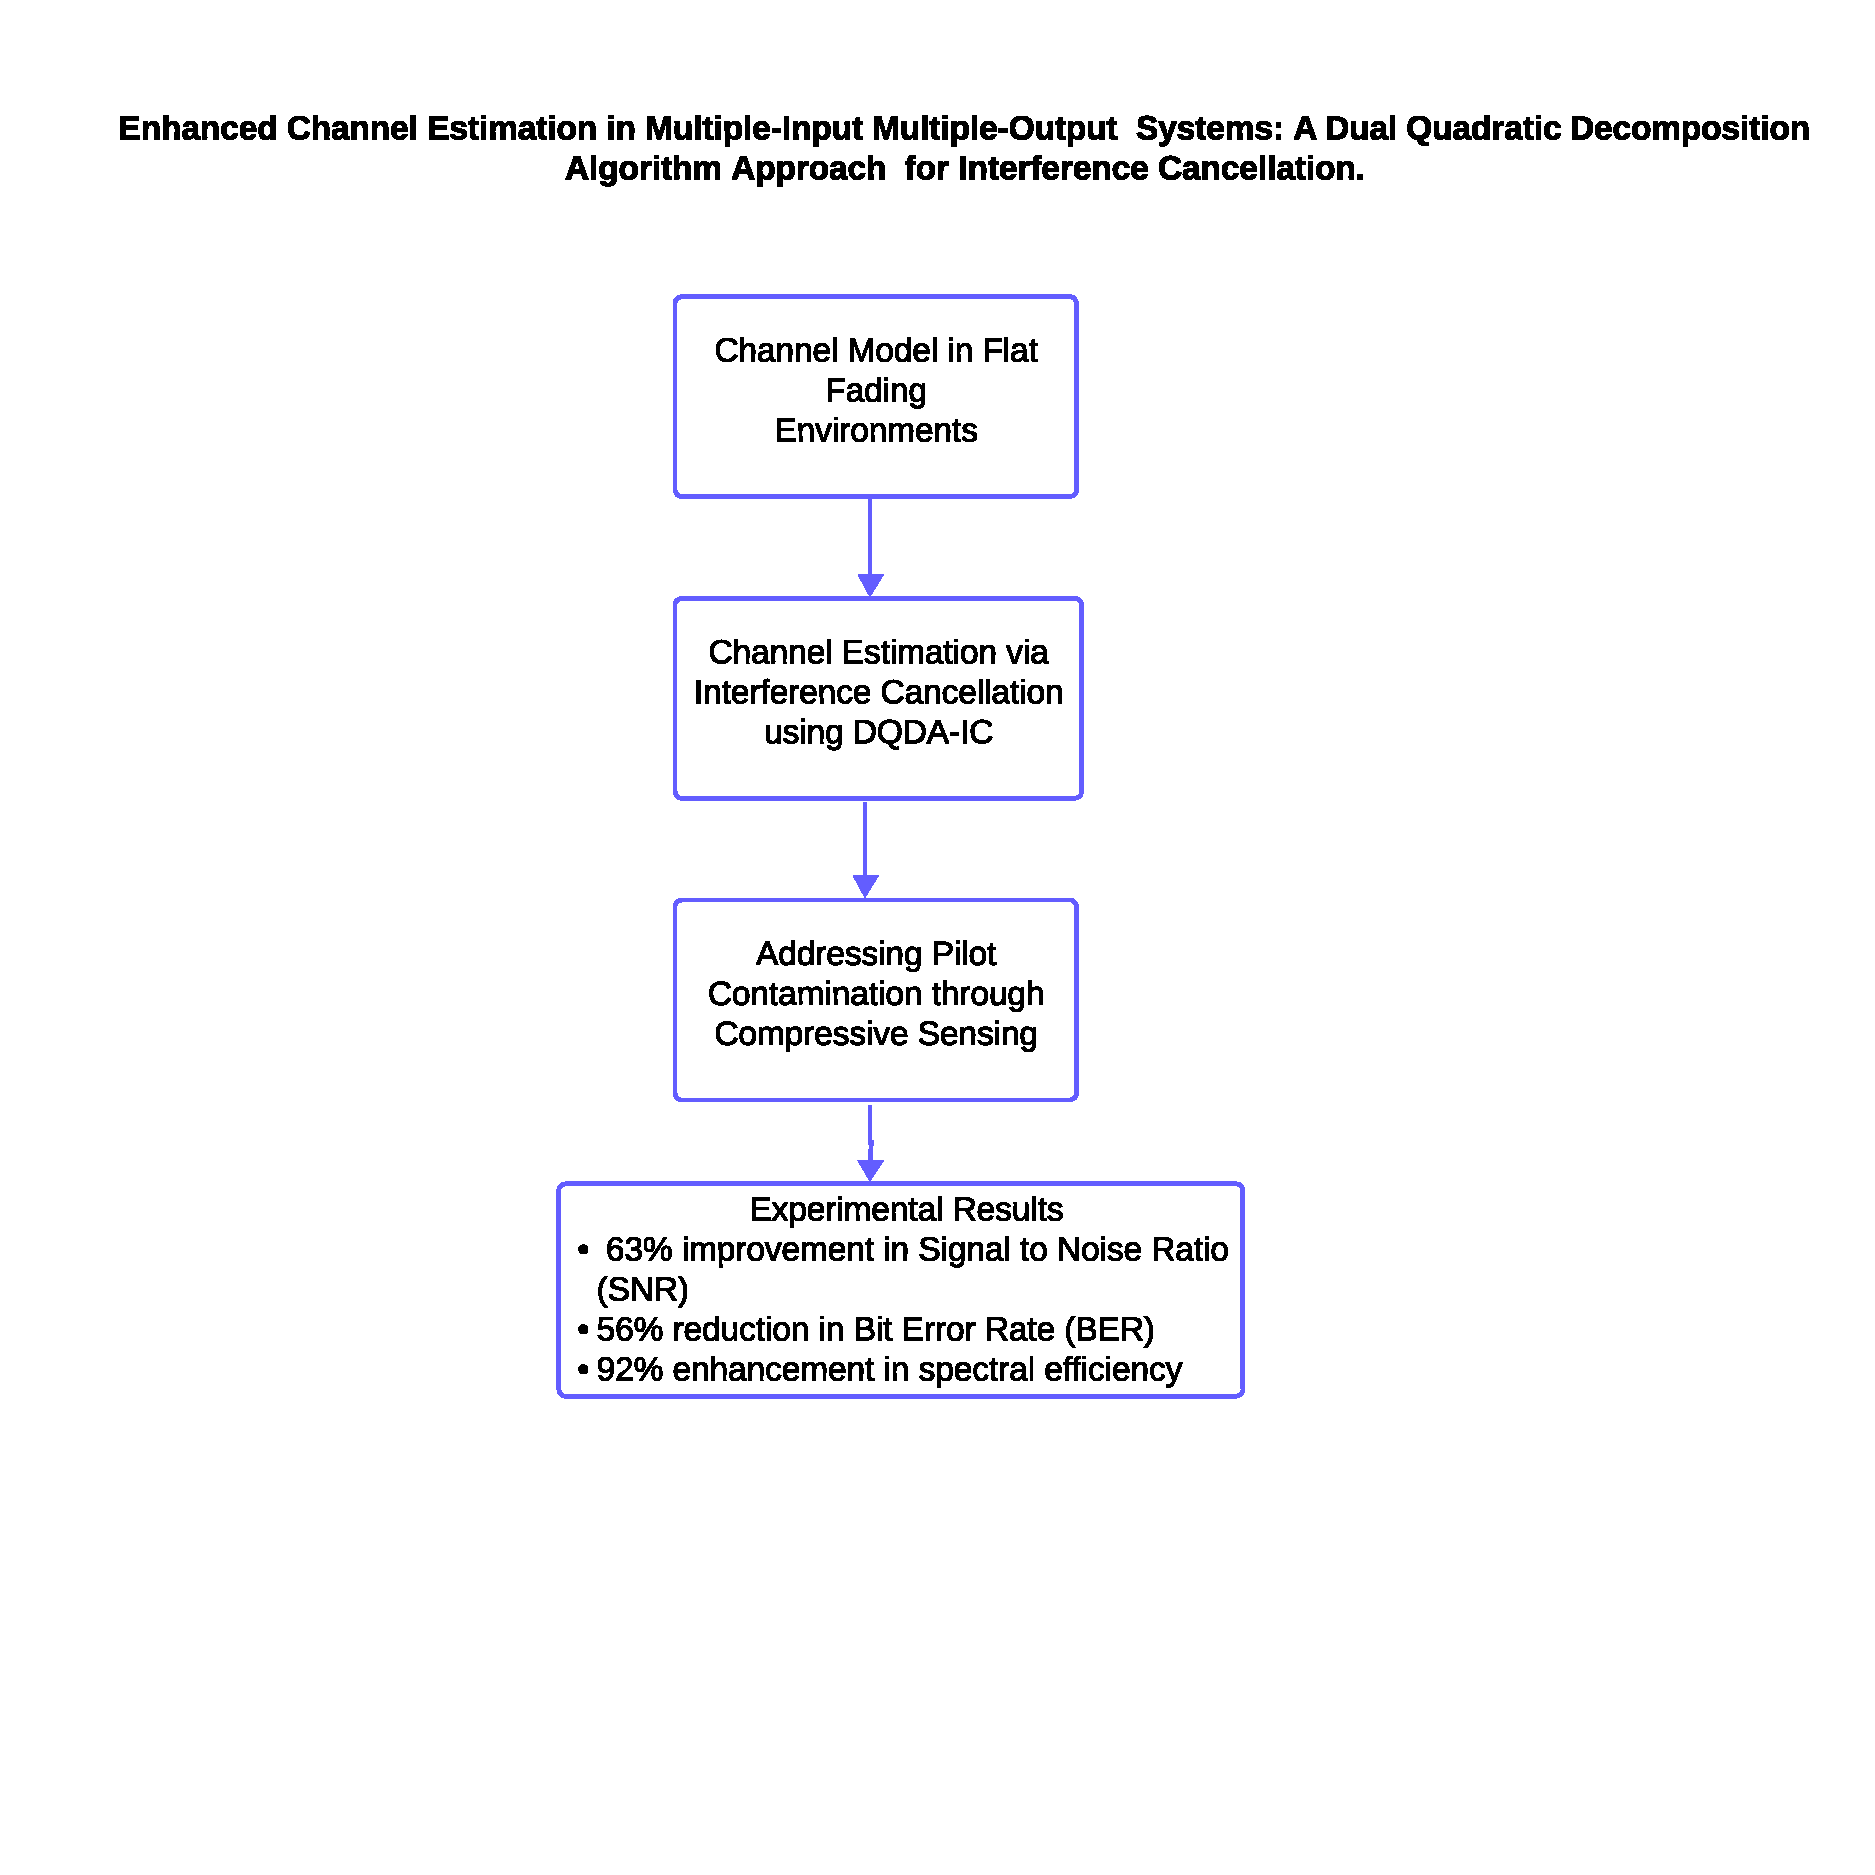 Enhanced Channel Estimation in Multiple-Input Multiple-Output  Systems: A Dual Quadratic Decomposition
Algorithm Approach  for Interference Cancellation.
Channel Model in Flat
Fading
Environments
Channel Estimation via
Interference Cancellation
using DQDA-IC
Addressing Pilot
Contamination through
Compressive Sensing
Experimental Results
•  63% improvement in Signal to Noise Ratio
(SNR)
• 56% reduction in Bit Error Rate (BER)
• 92% enhancement in spectral efficiency